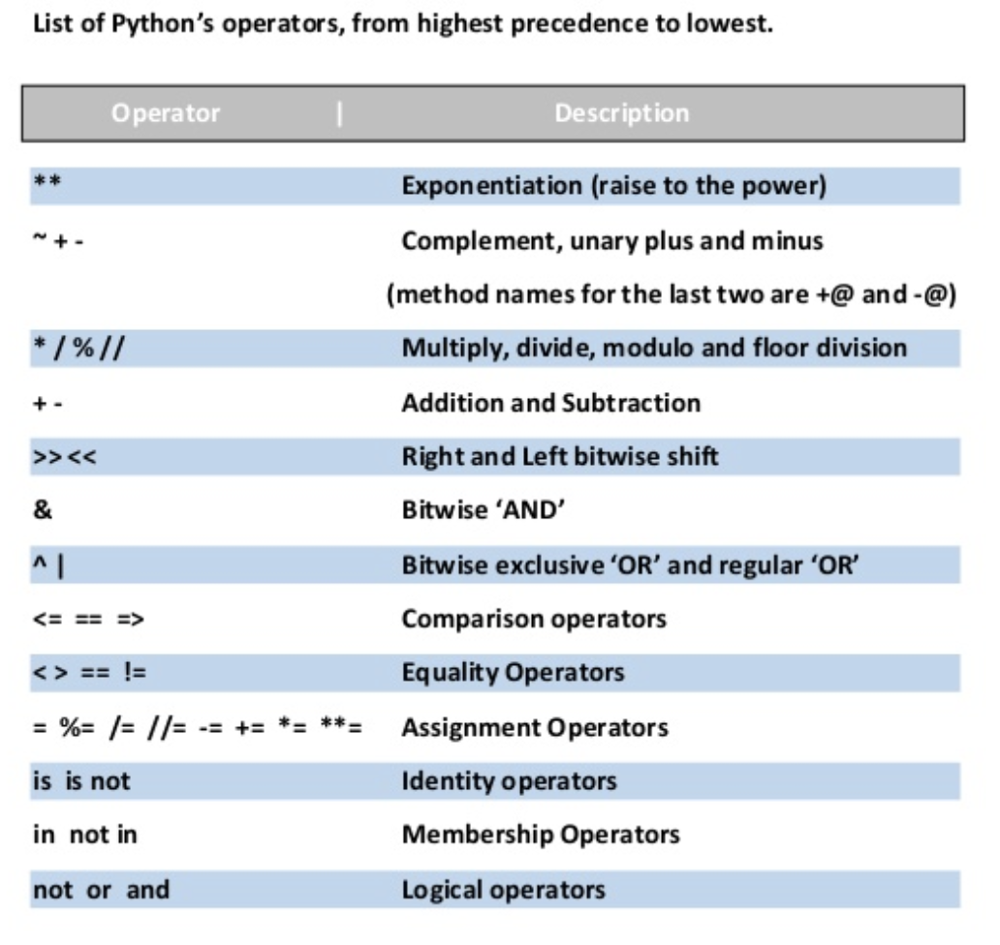 List of Python’s operators, from highest precedence to lowest.
Operator | Description
** Exponentiation (raise to the power)
~ + - Complement, unary plus and minus
(method names for the last two are +@ and -@)
* / % // Multiply, divide, modulo and floor division
+ - Addition and Subtraction
>> << Right and Left bitwise shift
& Bitwise ‘AND’
^ | Bitwise exclusive ‘OR’ and regular ‘OR’
<= == => Comparison operators
< > == != Equality Operators
= %= /= //= -= += *= **= Assignment Operators
is is not Identity operators
in not in Membership Operators
not or and Logical operators